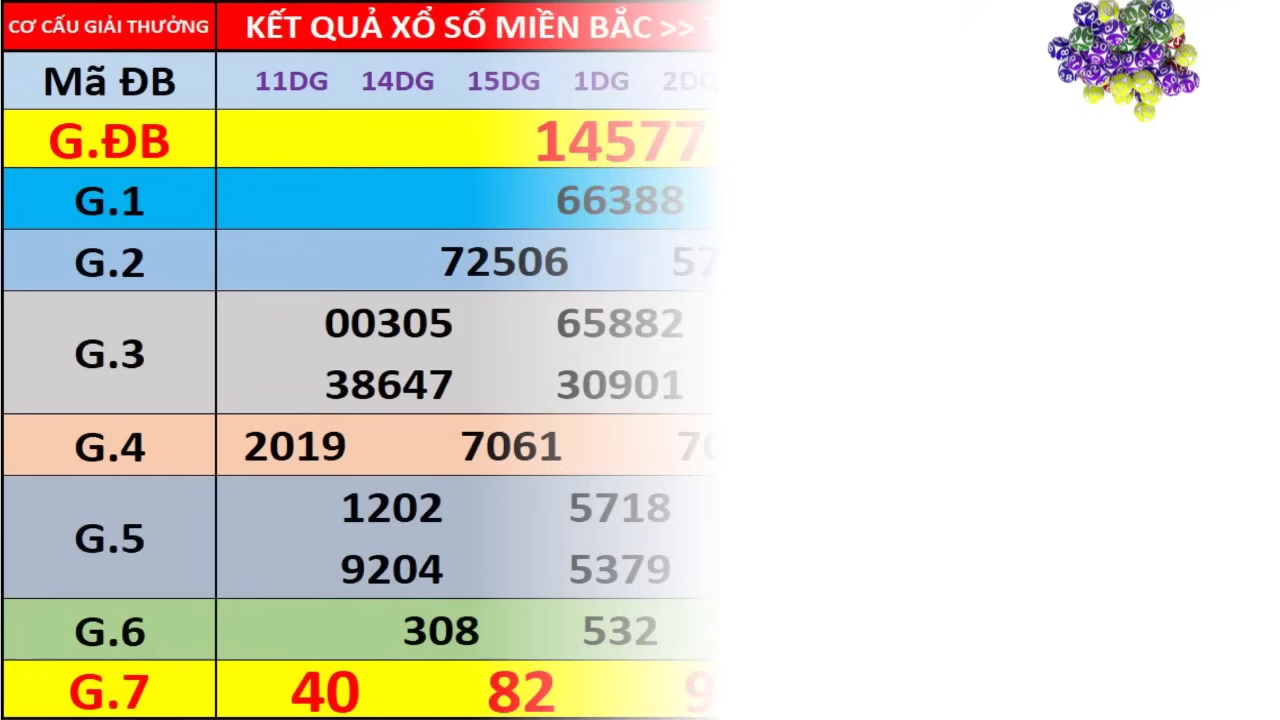 CƠ CẤU GIẢI THƯỞNG KẾT QUẢ XỔ SỐ MIỀN BẮC >>
Mã ĐB 11DG 14DG 15DG 1DG
G.ĐB 14577
G.1 66388
G.2 72506
G.3 00305 65882
38647 30901
G.4 2019 7061
G.5 1202 5718
9204 5379
G.6 308 532
G.7 40 82